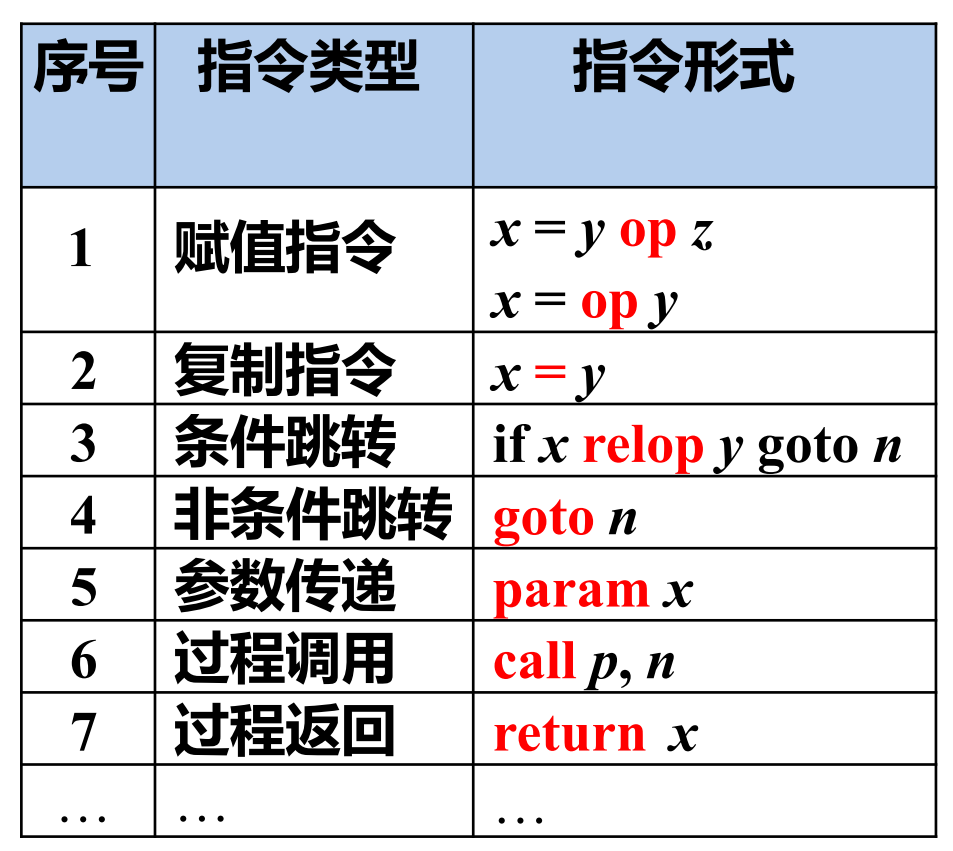 序号 指令类型 指令形式
1 赋值指令 x = y op z
x = op y
2 复制指令 x = y
3 条件跳转 if x relop y goto n
4 非条件跳转 goto n
5 参数传递 param x
6 过程调用 call p, n
7 过程返回 return x
… … …